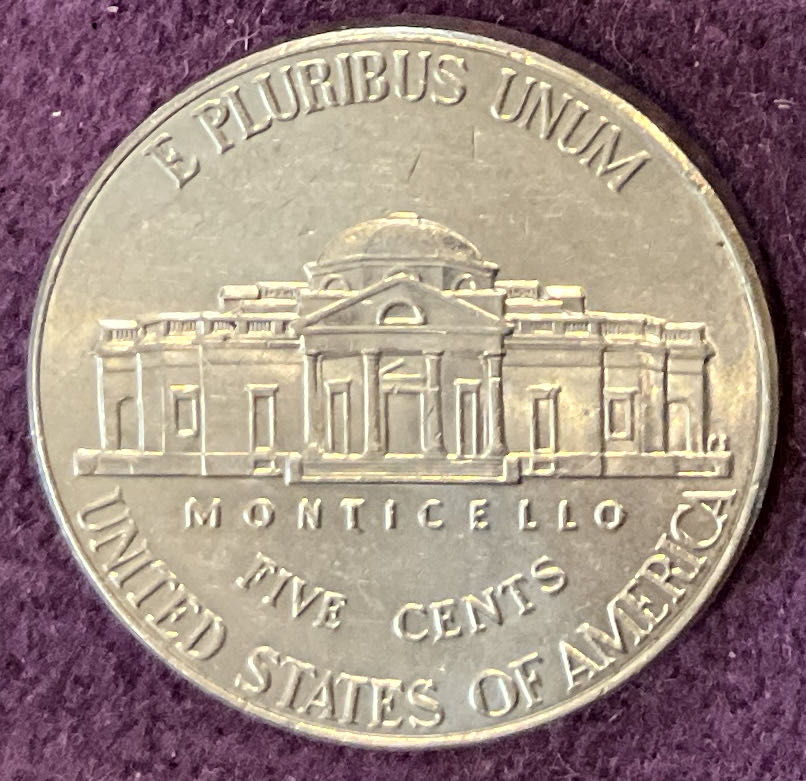 E PLURIBUS UNUM
MONTICELLO
FIVE CENTS
UNITED STATES OF AMERICA